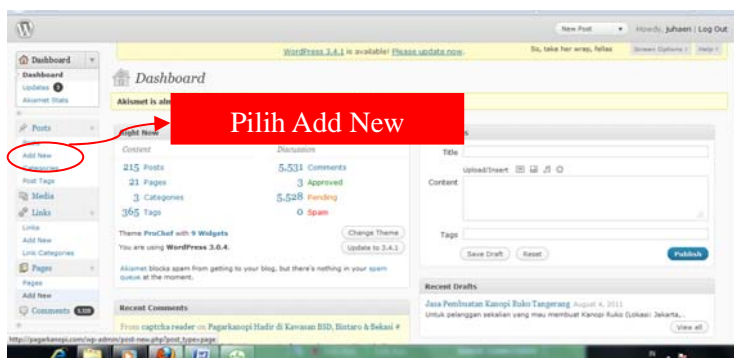 New Post Howdy, juhaeri | Log Out
WordPress 3.4.1 is available! Please update now. So, take her wrap, fellas Screen Options Help
Dashboard
Dashboard
Updates
Akismet Stats
Dashboard
Akismet is alm
Pilih Add New
Posts
Add New
Categories
Post Tags
Media
Links
Links
Add New
Link Categories
Pages
Pages
Add New
Comments
Right Now
Content Discussion
215 Posts 5,531 Comments
21 Pages 3 Approved
3 Categories 5,528 Pending
365 Tags 0 Spam
Theme ProChef with 9 Widgets Change Theme
You are using WordPress 3.0.4. Update to 3.4.1
Akismet blocks spam from getting to your blog, but there's nothing in your spam
queue at the moment.
Recent Comments
From captcha reader on Pagarkanopi Hadir di Kawasan BSD, Bintaro & Bekasi #
Title
Upload/Insert
Content
Tags
Save Draft Reset Publish
Recent Drafts
Jasa Pembuatan Kanopi Ruko Tangerang August 4, 2011
Untuk pelanggan sekalian yang mau membuat Kanopi Ruko (Lokasi: Jakarta,..
View all
http://pagarkanopi.com/wp-admin/post-new.php?post_type=page
IN